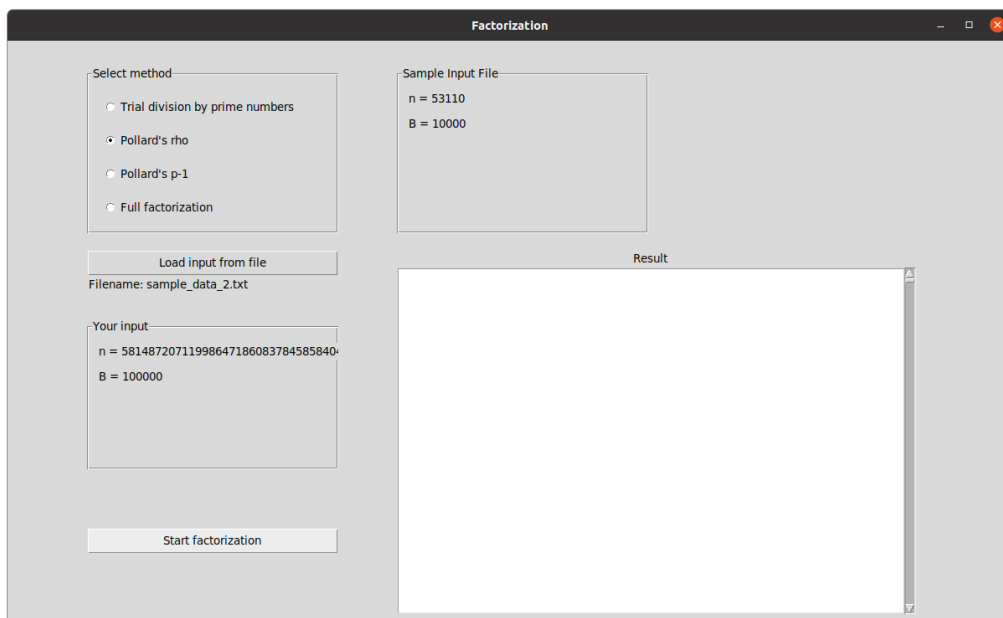 Factorization
Select method
Trial division by prime numbers
Pollard's rho
Pollard's p-1
Full factorization
Sample Input File
n = 53110
B = 10000
Load input from file
Filename: sample_data_2.txt
Your input
n = 581487207119986471860837845858404
B = 100000
Start factorization
Result